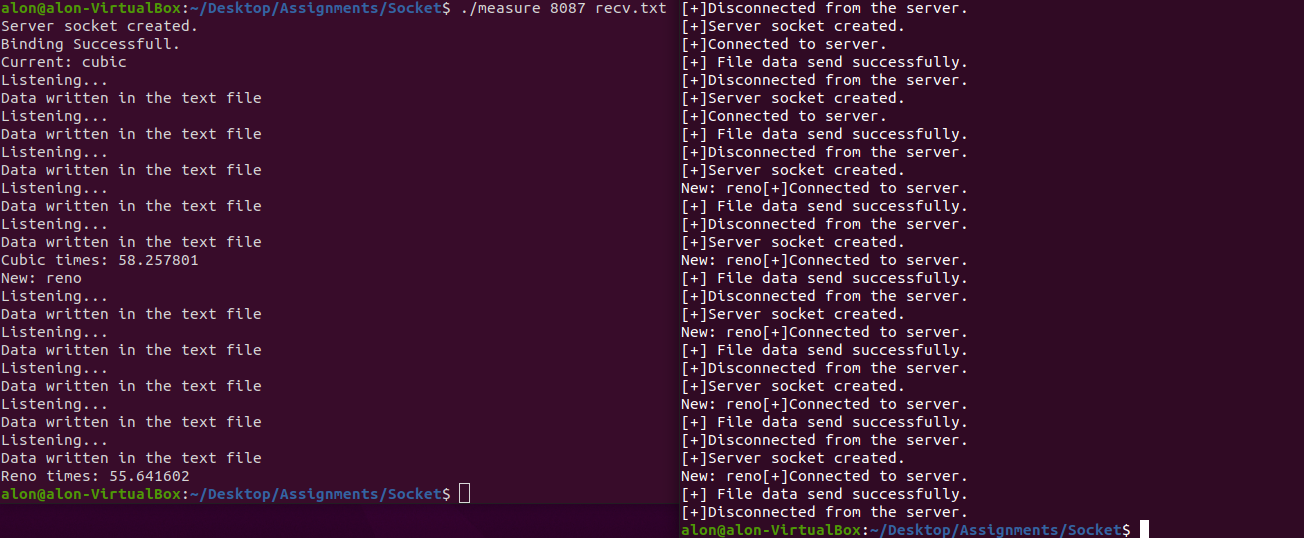 alon@alon-VirtualBox:~/Desktop/Assignments/Socket$ ./measure 8087 recv.txt
Server socket created.
Binding Successfull.
Current: cubic
Listening...
Data written in the text file
Listening...
Data written in the text file
Listening...
Data written in the text file
Listening...
Data written in the text file
Listening...
Data written in the text file
Cubic times: 58.257801
New: reno
Listening...
Data written in the text file
Listening...
Data written in the text file
Listening...
Data written in the text file
Listening...
Data written in the text file
Listening...
Data written in the text file
Reno times: 55.641602
alon@alon-VirtualBox:~/Desktop/Assignments/Socket$
[+]Disconnected from the server.
[+]Server socket created.
[+]Connected to server.
[+] File data send successfully.
[+]Disconnected from the server.
[+]Server socket created.
[+]Connected to server.
[+] File data send successfully.
[+]Disconnected from the server.
[+]Server socket created.
New: reno[+]Connected to server.
[+] File data send successfully.
[+]Disconnected from the server.
[+]Server socket created.
New: reno[+]Connected to server.
[+] File data send successfully.
[+]Disconnected from the server.
[+]Server socket created.
New: reno[+]Connected to server.
[+] File data send successfully.
[+]Disconnected from the server.
[+]Server socket created.
New: reno[+]Connected to server.
[+] File data send successfully.
[+]Disconnected from the server.
[+]Server socket created.
New: reno[+]Connected to server.
[+] File data send successfully.
[+]Disconnected from the server.
alon@alon-VirtualBox:~/Desktop/Assignments/Socket$